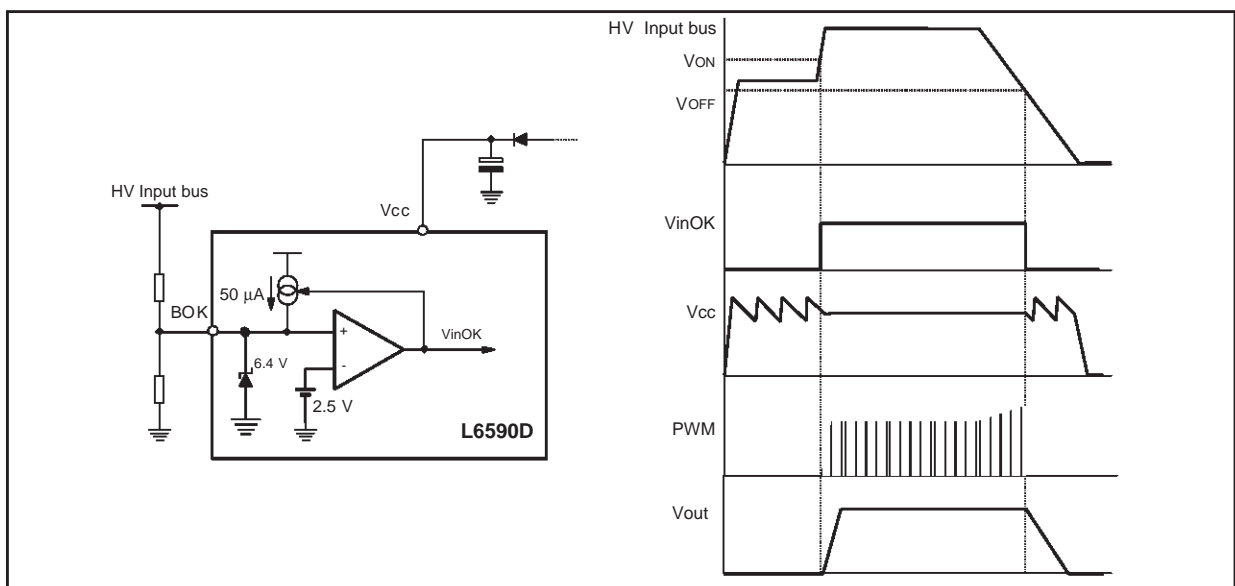 HV Input bus
Vcc
50 µA
BOK
6.4 V
+
-
2.5 V
VinOK
L6590D
HV Input bus
VON
VOFF
VinOK
Vcc
PWM
Vout